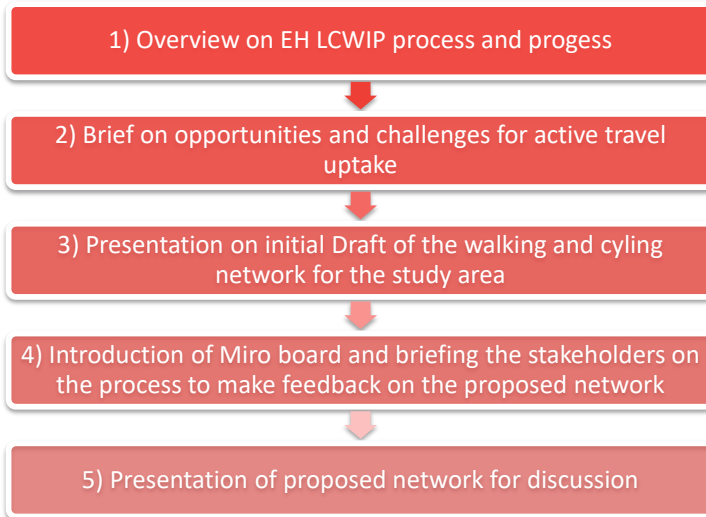 1) Overview on EH LCWIP process and progess
2) Brief on opportunities and challenges for active travel
uptake
3) Presentation on initial Draft of the walking and cyling
network for the study area
4) Introduction of Miro board and briefing the stakeholders on
the process to make feedback on the proposed network
5) Presentation of proposed network for discussion